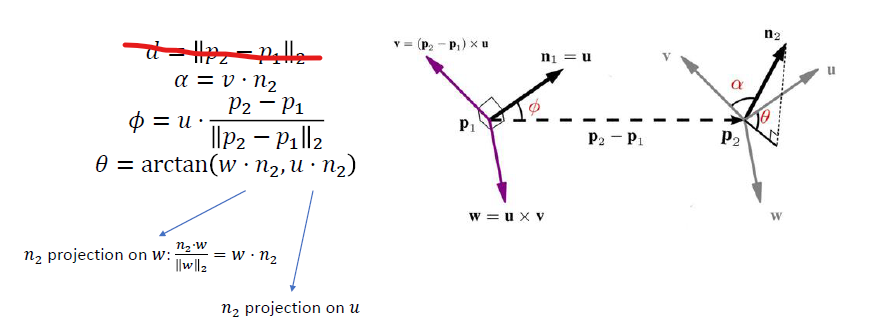 d = ‖p₂ − p₁‖₂
α = v · n₂
ϕ = u · (p₂ − p₁)/‖p₂ − p₁‖₂
θ = arctan(w · n₂, u · n₂)
n₂ projection on w: (n₂·w)/‖w‖₂ = w · n₂
n₂ projection on u
v = (p₂ − p₁) × u
n₁ = u
ϕ
p₁
p₂ − p₁
w = u × v
n₂
v
u
α
θ
p₂
w